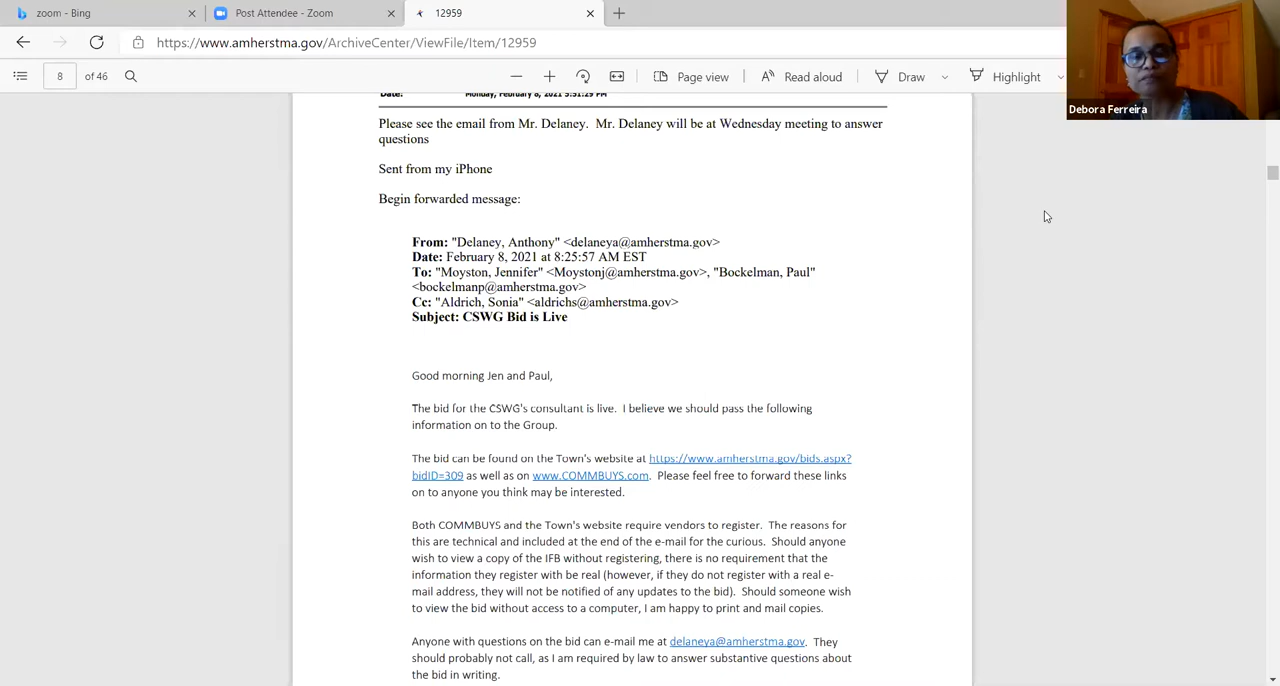 zoom - Bing
Post Attendee - Zoom
12959
https://www.amherstma.gov/ArchiveCenter/ViewFile/Item/12959
8 of 46
Page view
Read aloud
Draw
Highlight
Debora Ferreira
Date: Monday, February 8, 2021 5:51:29 PM
Please see the email from Mr. Delaney. Mr. Delaney will be at Wednesday meeting to answer
questions
Sent from my iPhone
Begin forwarded message:
From: "Delaney, Anthony" <delaneya@amherstma.gov>
Date: February 8, 2021 at 8:25:57 AM EST
To: "Moyston, Jennifer" <Moystonj@amherstma.gov>, "Bockelman, Paul"
<bockelmanp@amherstma.gov>
Cc: "Aldrich, Sonia" <aldrichs@amherstma.gov>
Subject: CSWG Bid is Live
Good morning Jen and Paul,
The bid for the CSWG's consultant is live. I believe we should pass the following
information on to the Group.
The bid can be found on the Town's website at https://www.amherstma.gov/bids.aspx?
bidID=309 as well as on www.COMMBUYS.com. Please feel free to forward these links
on to anyone you think may be interested.
Both COMMBUYS and the Town's website require vendors to register. The reasons for
this are technical and included at the end of the e-mail for the curious. Should anyone
wish to view a copy of the IFB without registering, there is no requirement that the
information they register with be real (however, if they do not register with a real e-
mail address, they will not be notified of any updates to the bid). Should someone wish
to view the bid without access to a computer, I am happy to print and mail copies.
Anyone with questions on the bid can e-mail me at delaneya@amherstma.gov. They
should probably not call, as I am required by law to answer substantive questions about
the bid in writing.